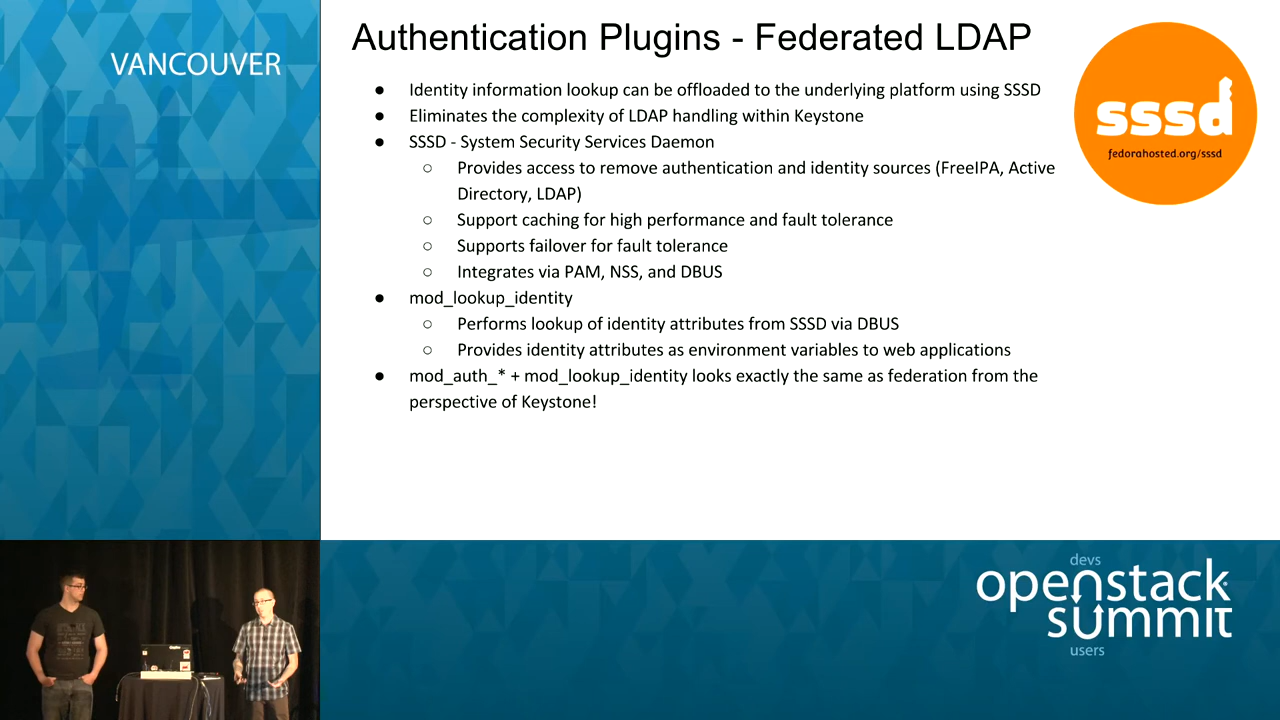 VANCOUVER
Authentication Plugins - Federated LDAP
● Identity information lookup can be offloaded to the underlying platform using SSSD
● Eliminates the complexity of LDAP handling within Keystone
● SSSD - System Security Services Daemon
○ Provides access to remove authentication and identity sources (FreeIPA, Active
Directory, LDAP)
○ Support caching for high performance and fault tolerance
○ Supports failover for fault tolerance
○ Integrates via PAM, NSS, and DBUS
● mod_lookup_identity
○ Performs lookup of identity attributes from SSSD via DBUS
○ Provides identity attributes as environment variables to web applications
● mod_auth_* + mod_lookup_identity looks exactly the same as federation from the
perspective of Keystone!
sssd
fedorahosted.org/sssd
devs
openstack
summit
users